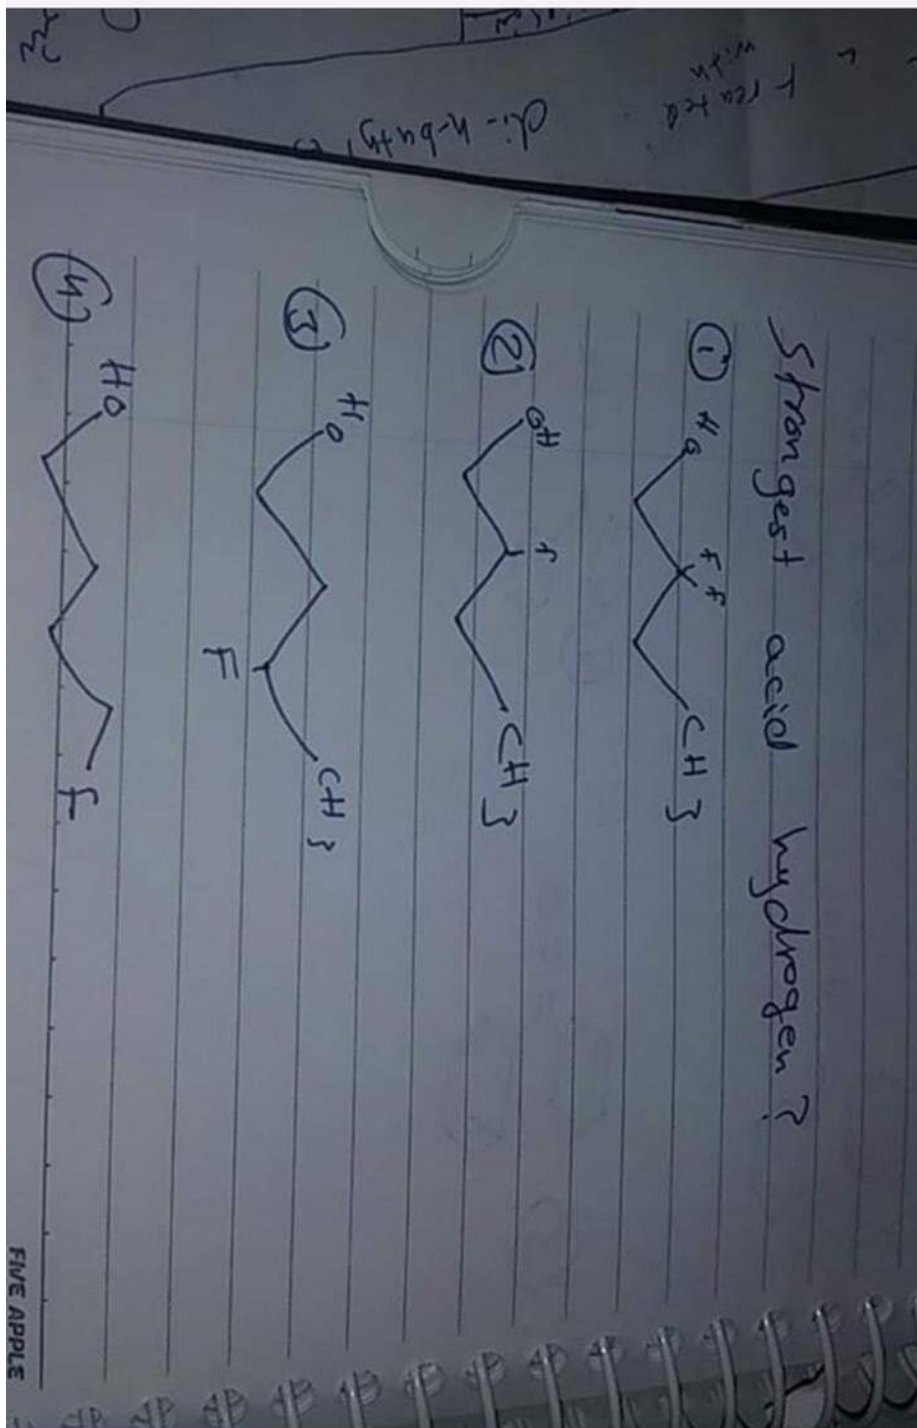 Strongest acid hydrogen?
① HO F F CH3
② OH f CH3
③ HO F CH3
④ HO F
Treated
with
di-n-butyl
FIVE APPLE